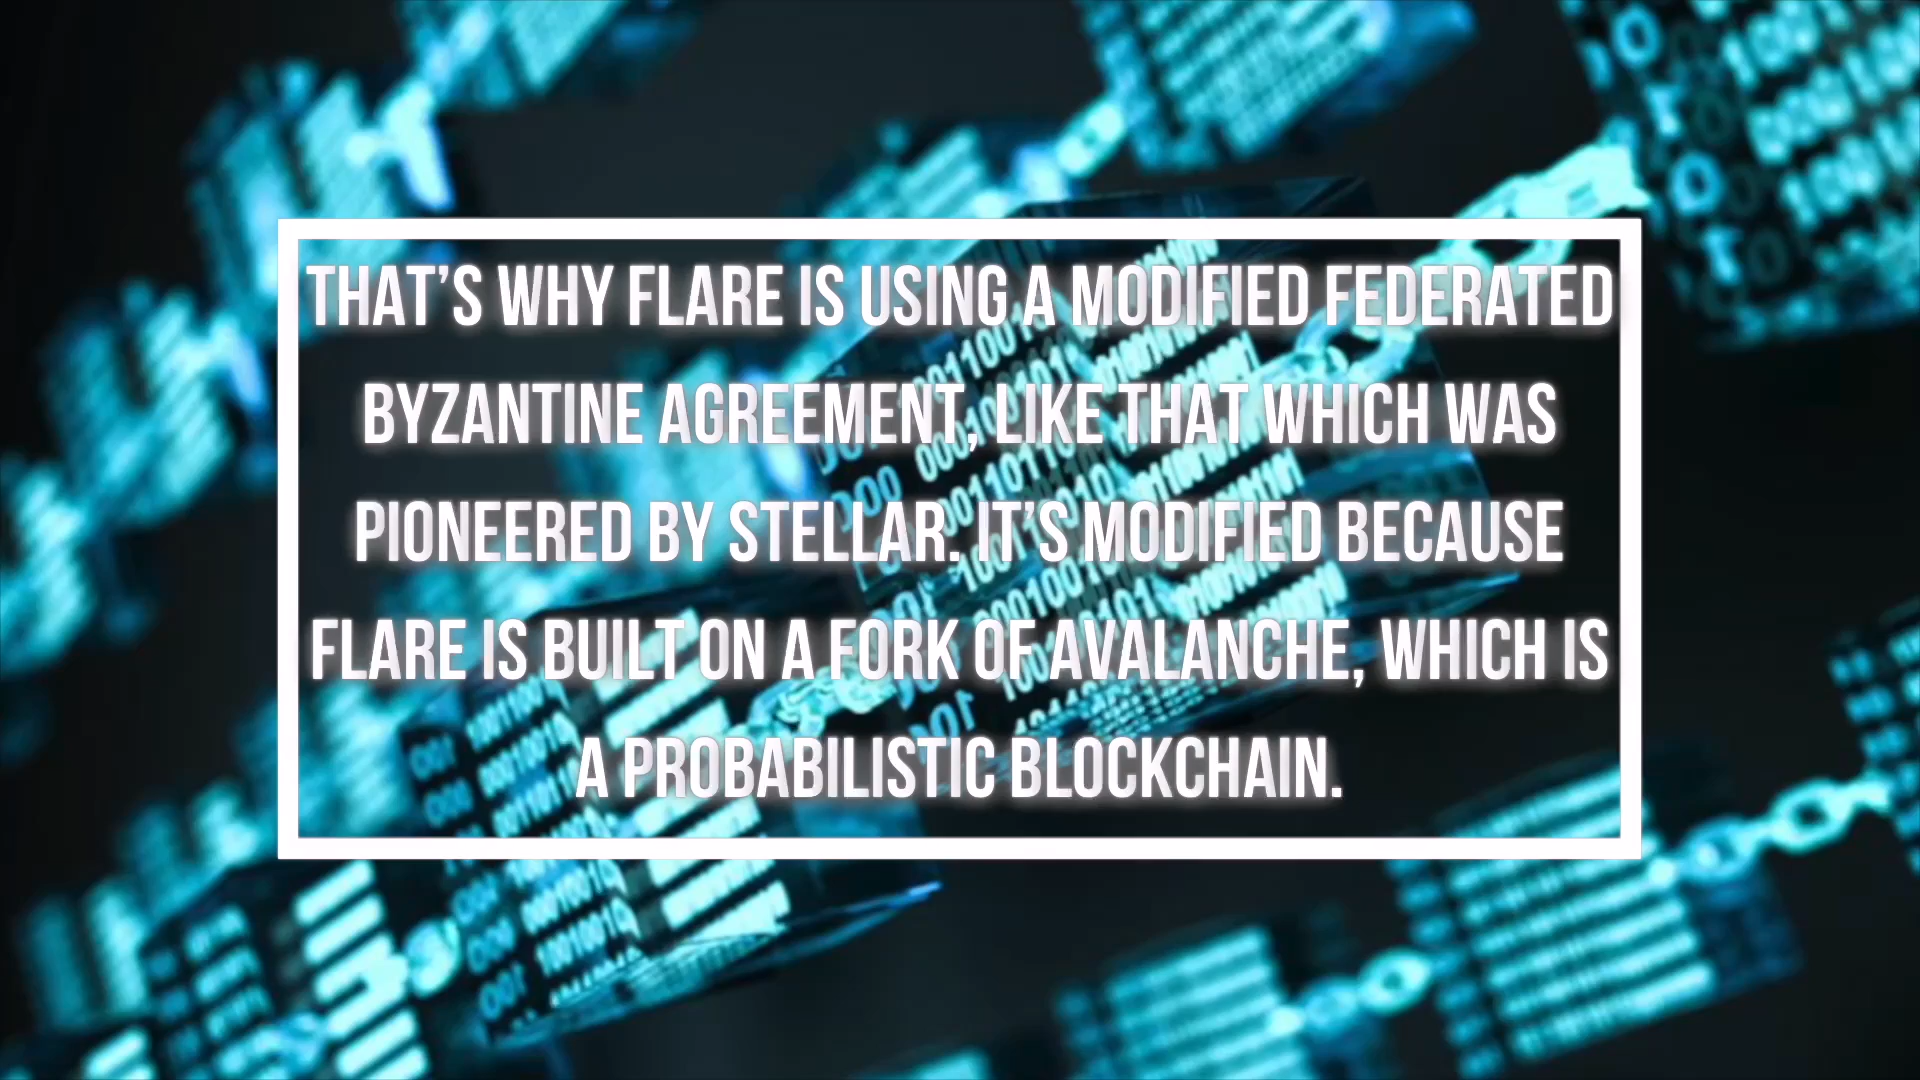 THAT'S WHY FLARE IS USING A MODIFIED FEDERATED
BYZANTINE AGREEMENT, LIKE THAT WHICH WAS
PIONEERED BY STELLAR. IT'S MODIFIED BECAUSE
FLARE IS BUILT ON A FORK OF AVALANCHE, WHICH IS
A PROBABILISTIC BLOCKCHAIN.